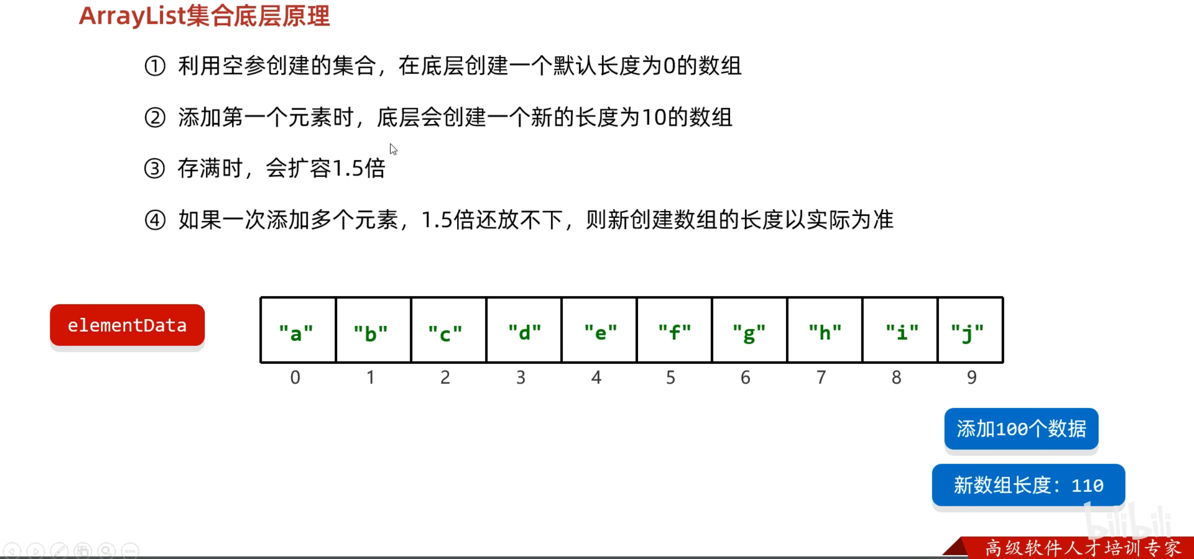 ArrayList集合底层原理
① 利用空参创建的集合，在底层创建一个默认长度为0的数组
② 添加第一个元素时，底层会创建一个新的长度为10的数组
③ 存满时，会扩容1.5倍
④ 如果一次添加多个元素，1.5倍还放不下，则新创建数组的长度以实际为准
elementData
"a" "b" "c" "d" "e" "f" "g" "h" "i" "j"
0 1 2 3 4 5 6 7 8 9
添加100个数据
新数组长度：110
bilibili
高级软件人才培训专家